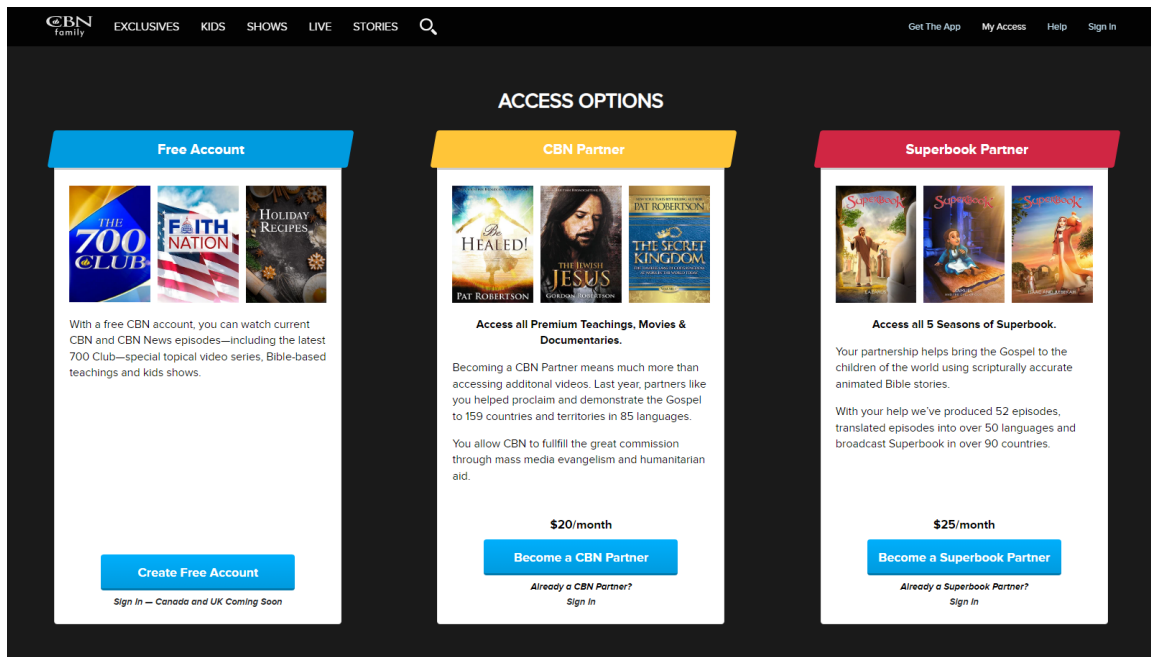 CBN
family
EXCLUSIVES
KIDS
SHOWS
LIVE
STORIES
Get The App
My Access
Help
Sign In
ACCESS OPTIONS
Free Account
THE
700
CLUB
FAITH
NATION
HOLIDAY
RECIPES
With a free CBN account, you can watch current
CBN and CBN News episodes—including the latest
700 Club—special topical video series, Bible-based
teachings and kids shows.
Create Free Account
Sign In — Canada and UK Coming Soon
CBN Partner
Be
HEALED!
PAT ROBERTSON
THE JEWISH
JESUS
GORDON ROBERTSON
PAT ROBERTSON
THE SECRET
KINGDOM
Access all Premium Teachings, Movies &
Documentaries.
Becoming a CBN Partner means much more than
accessing additonal videos. Last year, partners like
you helped proclaim and demonstrate the Gospel
to 159 countries and territories in 85 languages.
You allow CBN to fullfill the great commission
through mass media evangelism and humanitarian
aid.
$20/month
Become a CBN Partner
Already a CBN Partner?
Sign In
Superbook Partner
SuperBook
SuperBook
SuperBook
Access all 5 Seasons of Superbook.
Your partnership helps bring the Gospel to the
children of the world using scripturally accurate
animated Bible stories.
With your help we've produced 52 episodes,
translated episodes into over 50 languages and
broadcast Superbook in over 90 countries.
$25/month
Become a Superbook Partner
Already a Superbook Partner?
Sign In